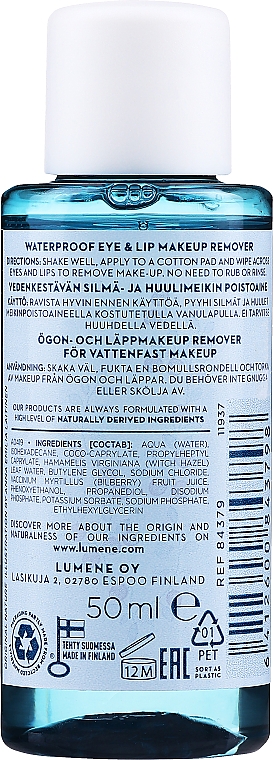 WATERPROOF EYE & LIP MAKEUP REMOVER
DIRECTIONS: SHAKE WELL, APPLY TO A COTTON PAD AND WIPE ACROSS
EYES AND LIPS TO REMOVE MAKE-UP. NO NEED TO RUB OR RINSE.
VEDENKESTÄVÄN SILMÄ- JA HUULIMEIKIN POISTOAINE
KÄYTTÖ: RAVISTA HYVIN ENNEN KÄYTTÖÄ, PYYHI SILMÄT JA HUULET
MEIKINPOISTOAINEELLA KOSTUTETULLA VANULAPULLA. EI TARVITSE
HUUHDELLA VEDELLÄ.
ÖGON- OCH LÄPPMAKEUP REMOVER
FÖR VATTENFAST MAKEUP
ANVÄNDNING: SKAKA VÄL, FUKTA EN BOMULLSRONDELL OCH TORKA
AV MAKEUP FRÅN ÖGON OCH LÄPPAR. DU BEHÖVER INTE GNUGGA
ELLER SKÖLJA AV.
OUR PRODUCTS ARE ALWAYS FORMULATED WITH A
HIGH LEVEL OF NATURALLY DERIVED INGREDIENTS
A0419 • INGREDIENTS [СОСТАВ]: AQUA (WATER),
ISOHEXADECANE, COCO-CAPRYLATE, PROPYLHEPTYL
CAPRYLATE, HAMAMELIS VIRGINIANA (WITCH HAZEL)
LEAF WATER, BUTYLENE GLYCOL, SODIUM CHLORIDE,
VACCINIUM MYRTILLUS (BILBERRY) FRUIT JUICE,
PHENOXYETHANOL, PROPANEDIOL, DISODIUM
PHOSPHATE, POTASSIUM SORBATE, SODIUM PHOSPHATE,
ETHYLHEXYLGLYCERIN
DISCOVER MORE ABOUT THE ORIGIN AND
NATURALNESS OF OUR INGREDIENTS ON
www.lumene.com
LUMENE OY
LASIKUJA 2, 02780 ESPOO FINLAND
50 ml e
TEHTY SUOMESSA
MADE IN FINLAND
12M
EAC
01
PET
SORT AS
PLASTIC
REF 84379
11937